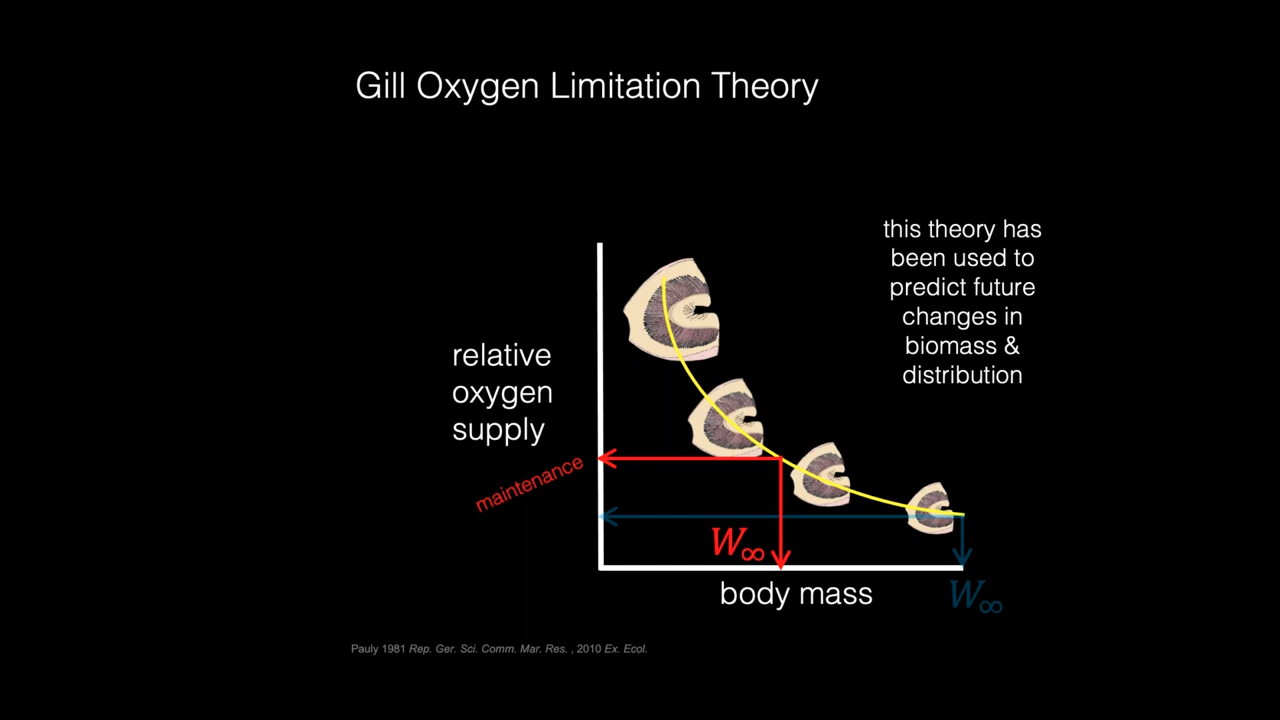 Gill Oxygen Limitation Theory
this theory has
been used to
predict future
changes in
biomass &
distribution
relative
oxygen
supply
maintenance
W∞
body mass
W∞
Pauly 1981 Rep. Ger. Sci. Comm. Mar. Res. , 2010 Ex. Ecol.